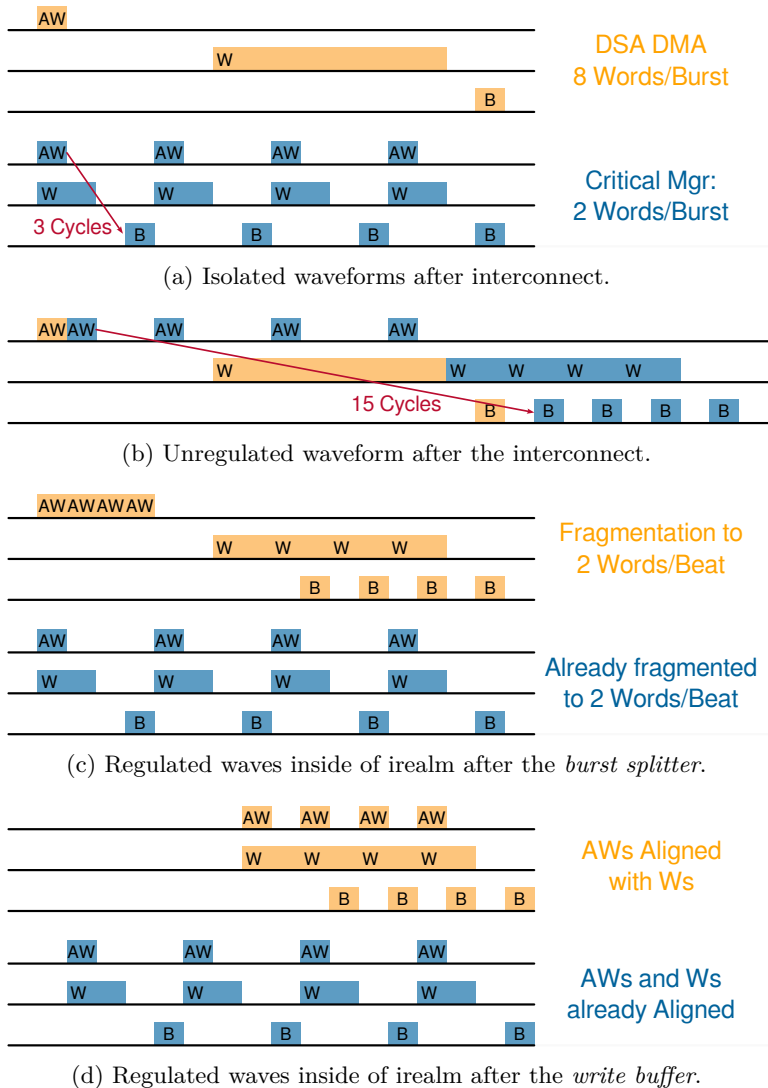 AW
W
DSA DMA
8 Words/Burst
B
AW AW AW AW
W W W W
Critical Mgr:
2 Words/Burst
3 Cycles
B B B B
(a) Isolated waveforms after interconnect.
AW AW AW AW AW
W W W W W
15 Cycles
B B B B B
(b) Unregulated waveform after the interconnect.
AW AW AW AW
Fragmentation to
2 Words/Beat
W W W W
B B B B
AW AW AW AW
Already fragmented
to 2 Words/Beat
W W W W
B B B B
(c) Regulated waves inside of irealm after the burst splitter.
AW AW AW AW
AWs Aligned
with Ws
W W W W
B B B B
AW AW AW AW
AWs and Ws
already Aligned
W W W W
B B B B
(d) Regulated waves inside of irealm after the write buffer.